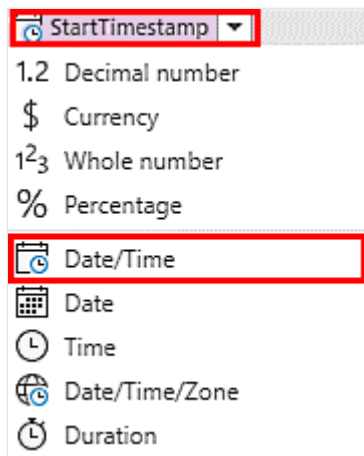 StartTimestamp
1.2 Decimal number
$ Currency
1²3 Whole number
% Percentage
Date/Time
Date
Time
Date/Time/Zone
Duration